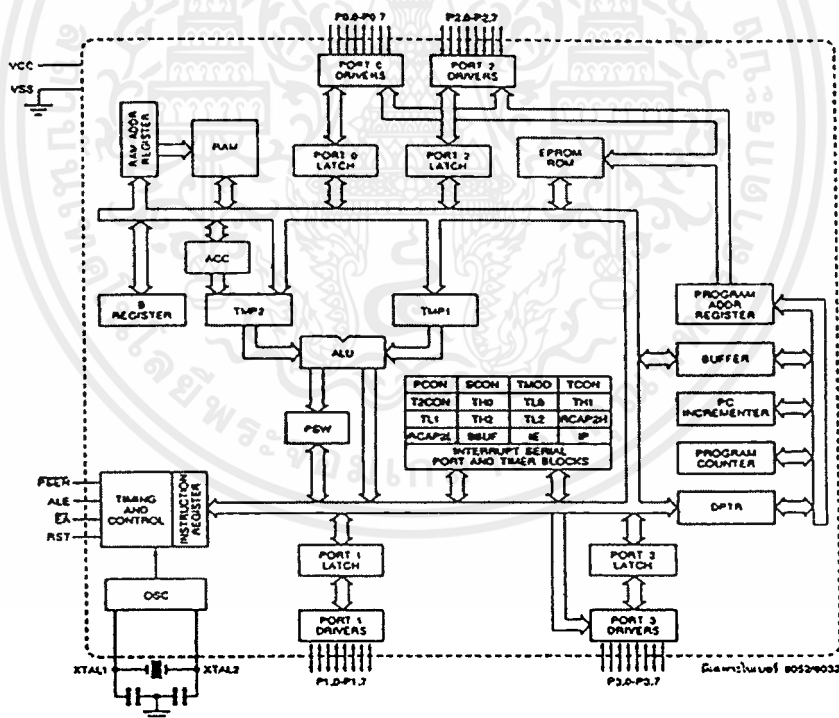 P0.0-P0.7
P2.0-P2.7
VCC
VSS
PORT 0
DRIVERS
PORT 2
DRIVERS
RAM ADDR
REGISTER
RAM
PORT 0
LATCH
PORT 2
LATCH
EPROM
ROM
ACC
B
REGISTER
TMP2
TMP1
ALU
PSW
PROGRAM
ADDR
REGISTER
BUFFER
PC
INCREMENTER
PROGRAM
COUNTER
DPTR
PCON SCON TMOD TCON
T2CON TH0 TL0 TH1
TL1 TH2 TL2 RCAP2H
RCAP2L SBUF IE IP
INTERRUPT SERIAL
PORT AND TIMER BLOCKS
PSEN
ALE
EA
RST
TIMING
AND
CONTROL
INSTRUCTION
REGISTER
OSC
XTAL1
XTAL2
PORT 1
LATCH
PORT 1
DRIVERS
P1.0-P1.7
PORT 3
LATCH
PORT 3
DRIVERS
P3.0-P3.7
8052/8032